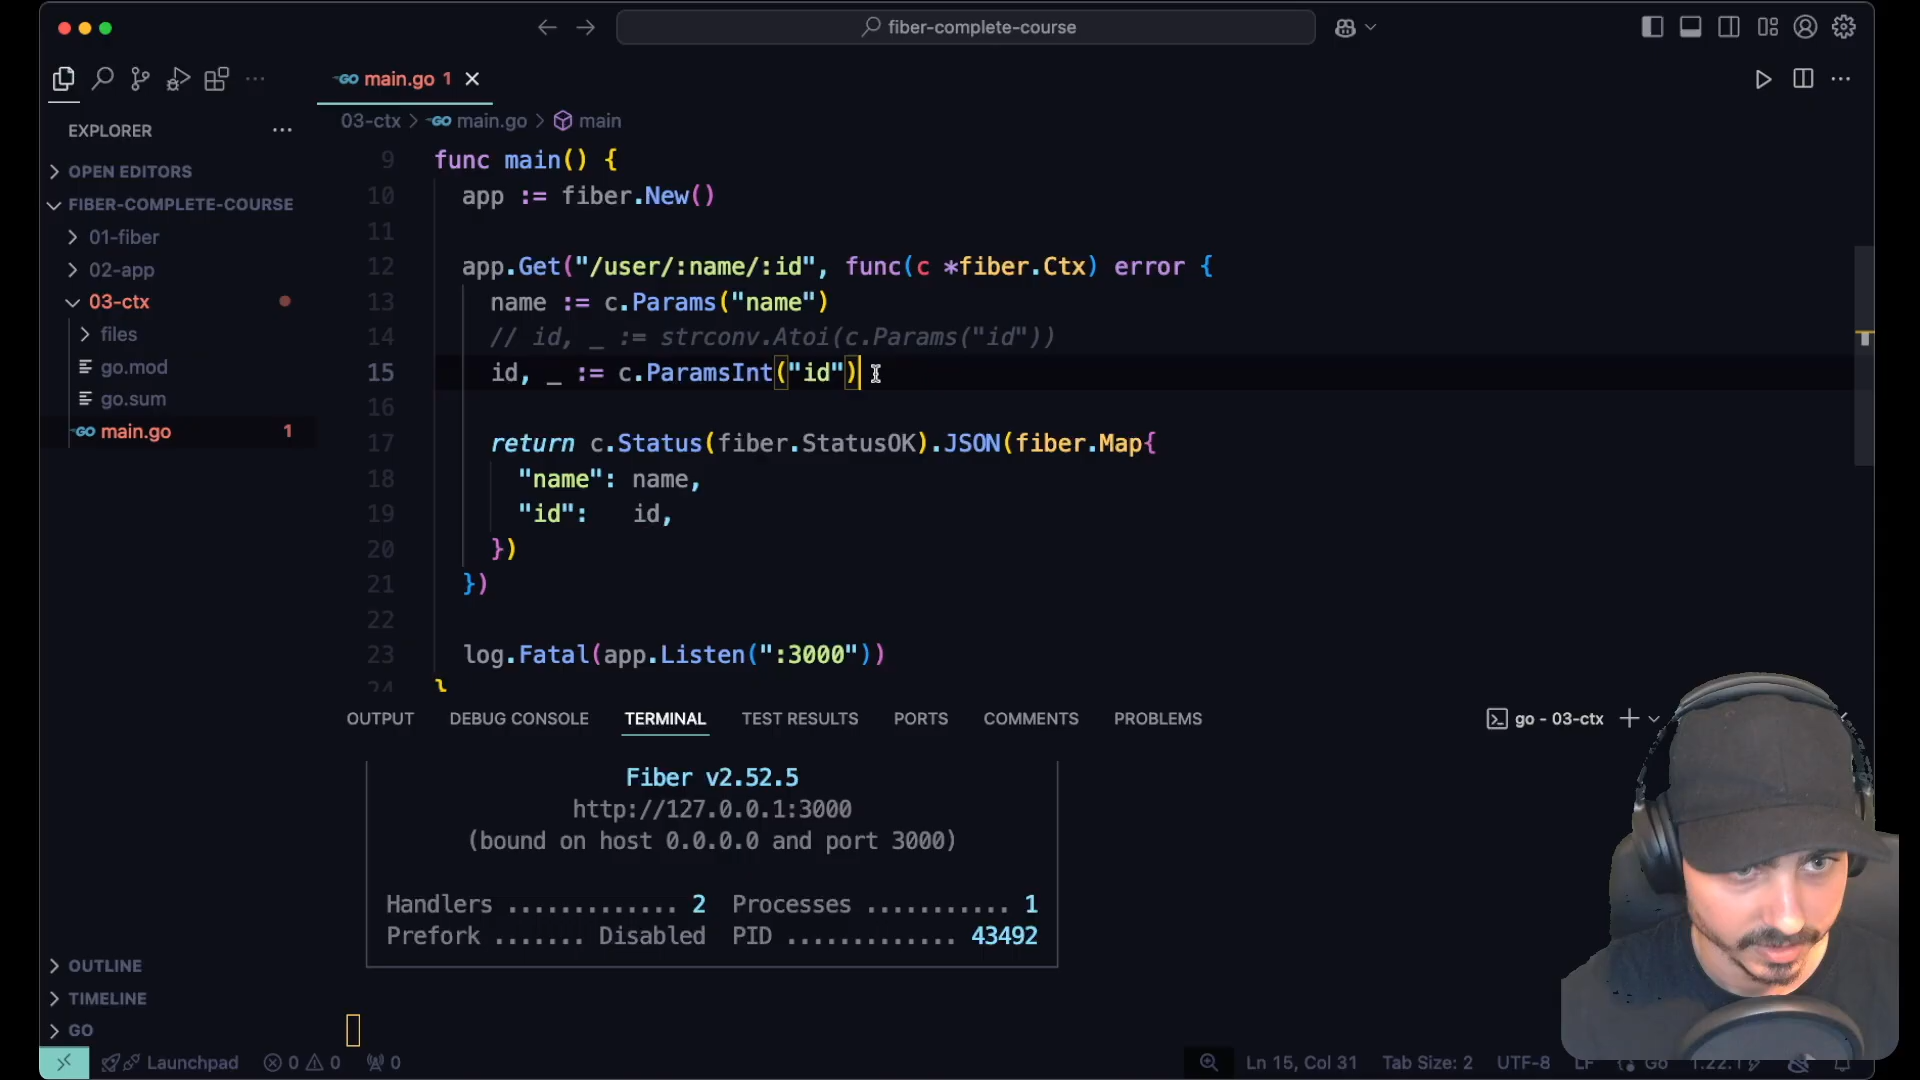 fiber-complete-course
main.go 1
EXPLORER
03-ctx > main.go > main
OPEN EDITORS
FIBER-COMPLETE-COURSE
01-fiber
02-app
03-ctx
files
go.mod
go.sum
main.go 1
9 func main() {
10 app := fiber.New()
11
12 app.Get("/user/:name/:id", func(c *fiber.Ctx) error {
13 name := c.Params("name")
14 // id, _ := strconv.Atoi(c.Params("id"))
15 id, _ := c.ParamsInt("id")
16
17 return c.Status(fiber.StatusOK).JSON(fiber.Map{
18 "name": name,
19 "id": id,
20 })
21 })
22
23 log.Fatal(app.Listen(":3000"))
24 }
OUTPUT DEBUG CONSOLE TERMINAL TEST RESULTS PORTS COMMENTS PROBLEMS
go - 03-ctx
Fiber v2.52.5
http://127.0.0.1:3000
(bound on host 0.0.0.0 and port 3000)
Handlers ............. 2 Processes ........... 1
Prefork ....... Disabled PID ............. 43492
OUTLINE
TIMELINE
GO
Launchpad 0 0 0
Ln 15, Col 31 Tab Size: 2 UTF-8 LF Go 1.22.1